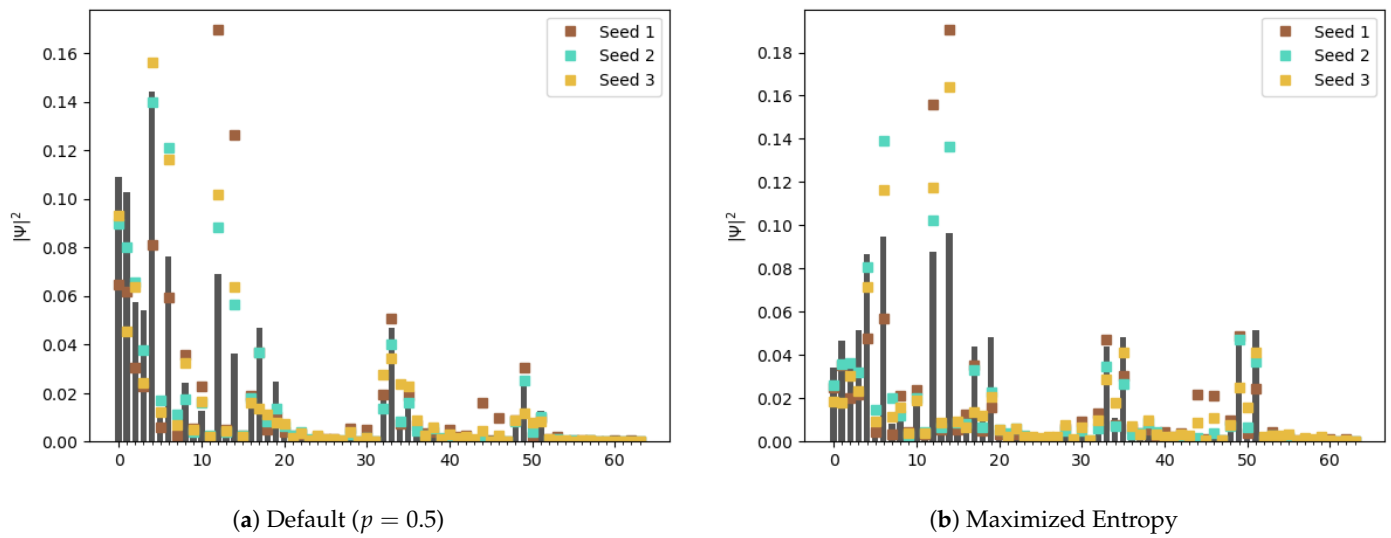 Seed 1
Seed 2
Seed 3
|Ψ|²
0.16
0.14
0.12
0.10
0.08
0.06
0.04
0.02
0.00
0 10 20 30 40 50 60
(a) Default (p = 0.5)
Seed 1
Seed 2
Seed 3
|Ψ|²
0.18
0.16
0.14
0.12
0.10
0.08
0.06
0.04
0.02
0.00
0 10 20 30 40 50 60
(b) Maximized Entropy